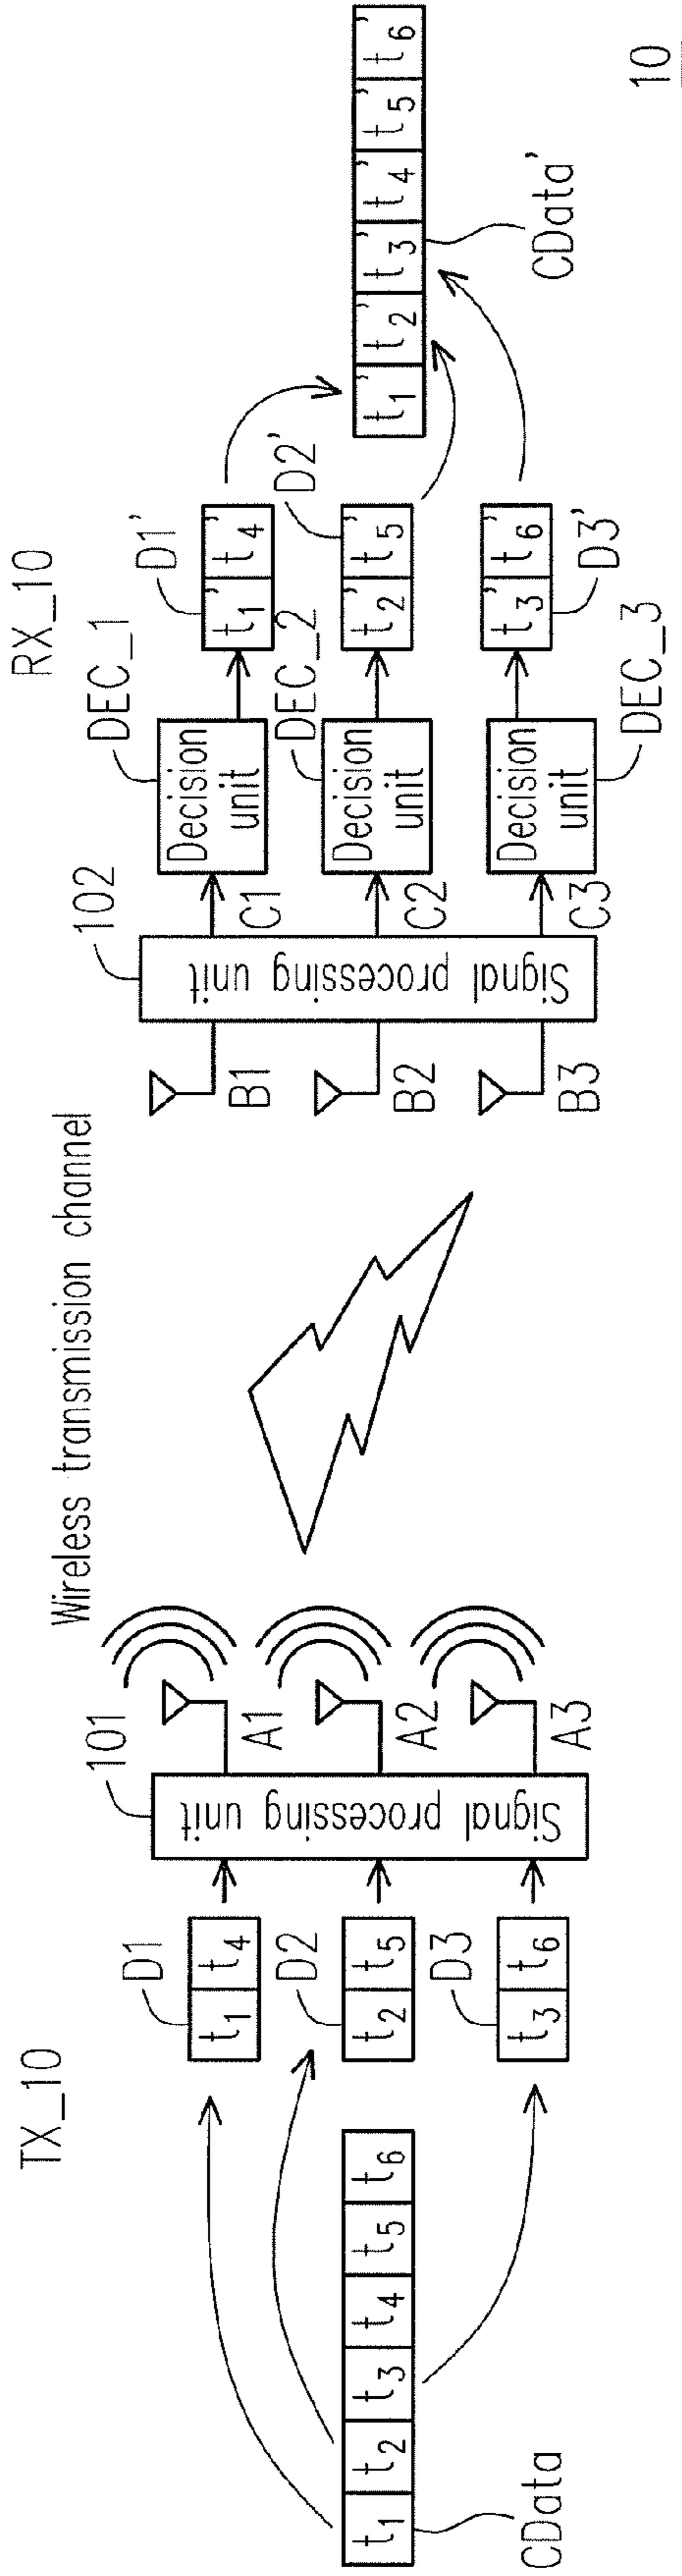 TX_10
Wireless transmission channel
RX_10
CData
t1 t2 t3 t4 t5 t6
D1
t1 t4
D2
t2 t5
D3
t3 t6
101
Signal processing unit
A1
A2
A3
B1
B2
B3
102
Signal processing unit
C1
C2
C3
DEC_1
Decision unit
DEC_2
Decision unit
DEC_3
Decision unit
D1'
t1' t4'
D2'
t2' t5'
D3'
t3' t6'
t1' t2' t3' t4' t5' t6'
CData'
10